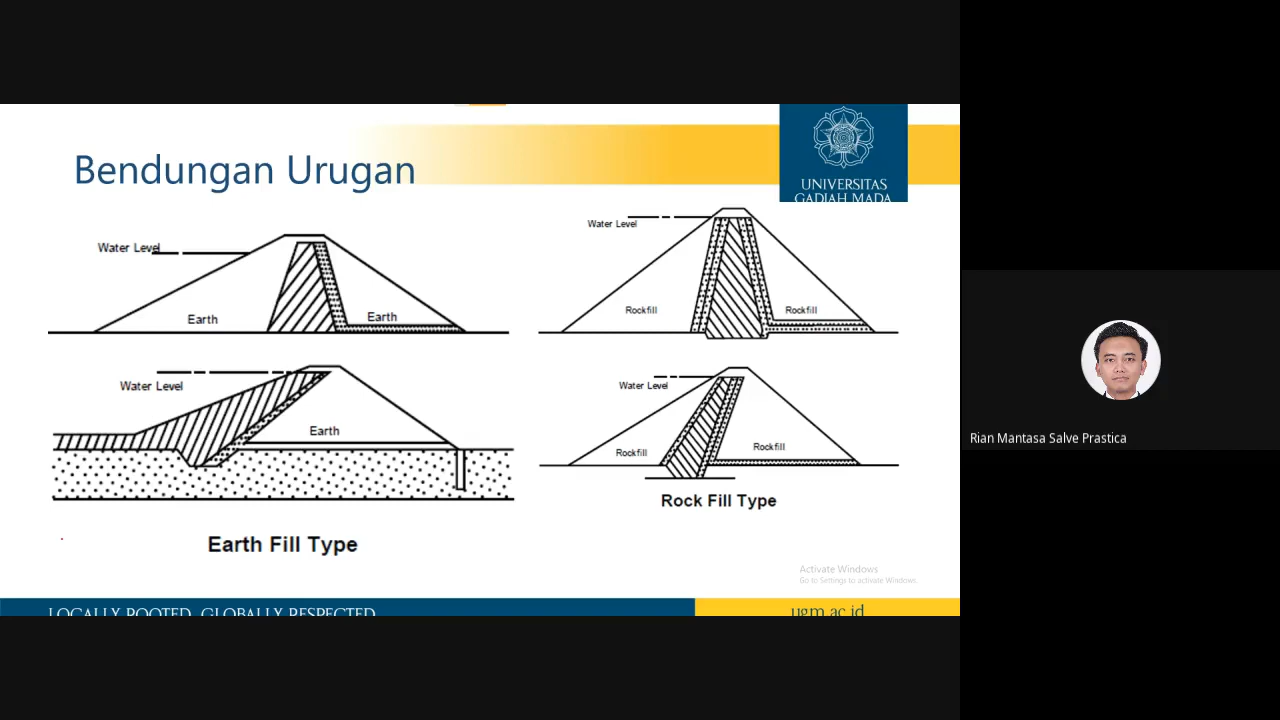 Bendungan Urugan
UNIVERSITAS
GADJAH MADA
Water Level
Earth
Earth
Water Level
Rockfill
Rockfill
Water Level
Earth
Water Level
Rockfill
Rockfill
Rock Fill Type
Earth Fill Type
Activate Windows
Go to Settings to activate Windows.
LOCALLY ROOTED, GLOBALLY RESPECTED
ugm.ac.id
Rian Mantasa Salve Prastica